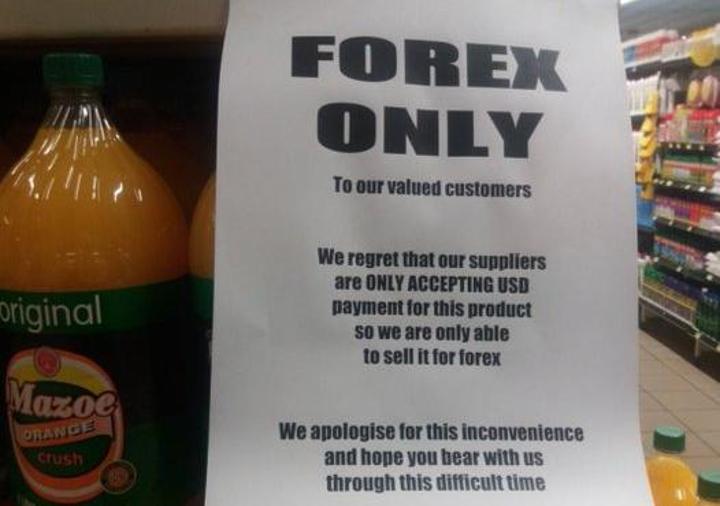 FOREX
ONLY
To our valued customers
We regret that our suppliers
are ONLY ACCEPTING USD
payment for this product
so we are only able
to sell it for forex
We apologise for this inconvenience
and hope you bear with us
through this difficult time
original
Mazoe
ORANGE
crush